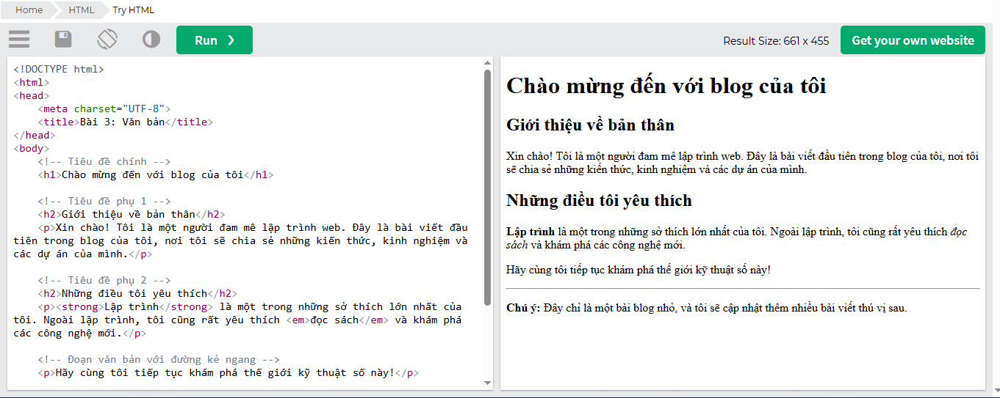 Home HTML Try HTML
Run ❯ Result Size: 661 x 455 Get your own website
<!DOCTYPE html>
<html>
<head>
    <meta charset="UTF-8">
    <title>Bài 3: Văn bản</title>
</head>
<body>
    <!-- Tiêu đề chính -->
    <h1>Chào mừng đến với blog của tôi</h1>

    <!-- Tiêu đề phụ 1 -->
    <h2>Giới thiệu về bản thân</h2>
    <p>Xin chào! Tôi là một người đam mê lập trình web. Đây là bài viết đầu
tiên trong blog của tôi, nơi tôi sẽ chia sẻ những kiến thức, kinh nghiệm và
các dự án của mình.</p>

    <!-- Tiêu đề phụ 2 -->
    <h2>Những điều tôi yêu thích</h2>
    <p><strong>Lập trình</strong> là một trong những sở thích lớn nhất của
tôi. Ngoài lập trình, tôi cũng rất yêu thích <em>đọc sách</em> và khám phá
các công nghệ mới.</p>

    <!-- Đoạn văn bản với đường kẻ ngang -->
    <p>Hãy cùng tôi tiếp tục khám phá thế giới kỹ thuật số này!</p>
Chào mừng đến với blog của tôi
Giới thiệu về bản thân
Xin chào! Tôi là một người đam mê lập trình web. Đây là bài viết đầu tiên trong blog của tôi, nơi tôi
sẽ chia sẻ những kiến thức, kinh nghiệm và các dự án của mình.
Những điều tôi yêu thích
Lập trình là một trong những sở thích lớn nhất của tôi. Ngoài lập trình, tôi cũng rất yêu thích đọc
sách và khám phá các công nghệ mới.
Hãy cùng tôi tiếp tục khám phá thế giới kỹ thuật số này!
Chú ý: Đây chỉ là một bài blog nhỏ, và tôi sẽ cập nhật thêm nhiều bài viết thú vị sau.